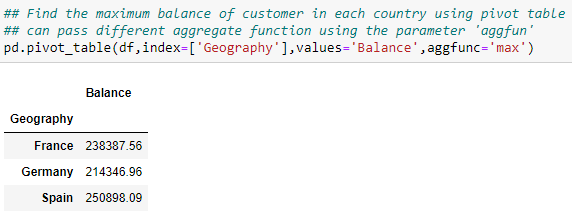 ## Find the maximum balance of customer in each country using pivot table
## can pass different aggregate function using the parameter 'aggfun'
pd.pivot_table(df,index=['Geography'],values='Balance',aggfunc='max')
Balance
Geography
France 238387.56
Germany 214346.96
Spain 250898.09